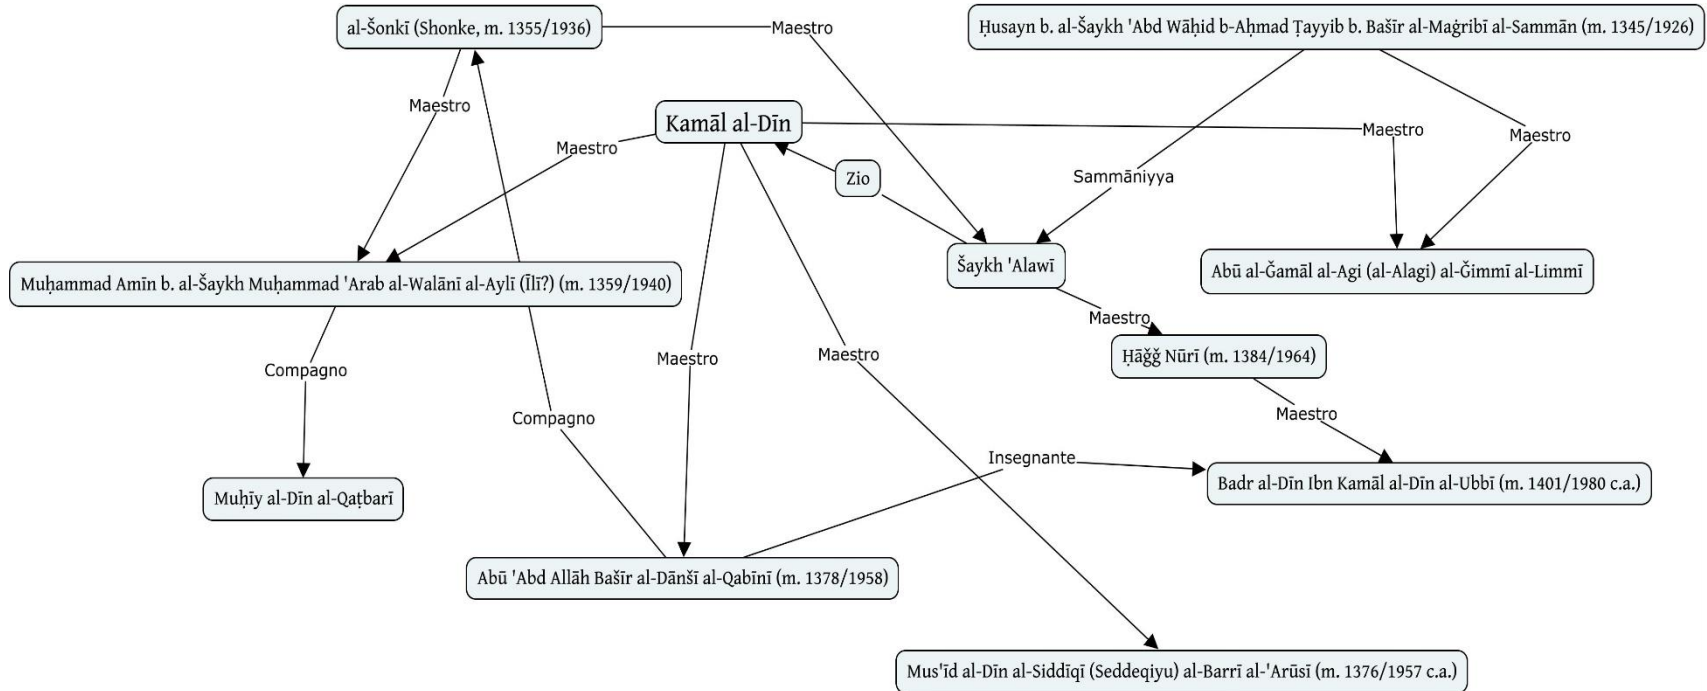 al-Šonkī (Shonke, m. 1355/1936)
Maestro
Ḥusayn b. al-Šaykh 'Abd Wāḥid b-Aḥmad Ṭayyib b. Bašīr al-Maġribī al-Sammān (m. 1345/1926)
Maestro
Kamāl al-Dīn
Maestro
Maestro
Maestro
Zio
Sammāniyya
Muḥammad Amīn b. al-Šaykh Muḥammad 'Arab al-Walānī al-Aylī (Īlī?) (m. 1359/1940)
Šaykh 'Alawī
Abū al-Ǧamāl al-Agi (al-Alagi) al-Ǧimmī al-Limmī
Maestro
Ḥāǧǧ Nūrī (m. 1384/1964)
Maestro
Maestro
Compagno
Compagno
Maestro
Insegnante
Badr al-Dīn Ibn Kamāl al-Dīn al-Ubbī (m. 1401/1980 c.a.)
Muḥīy al-Dīn al-Qaṭbarī
Abū 'Abd Allāh Bašīr al-Dānšī al-Qabīnī (m. 1378/1958)
Mus'īd al-Dīn al-Siddīqī (Seddeqiyu) al-Barrī al-'Arūsī (m. 1376/1957 c.a.)